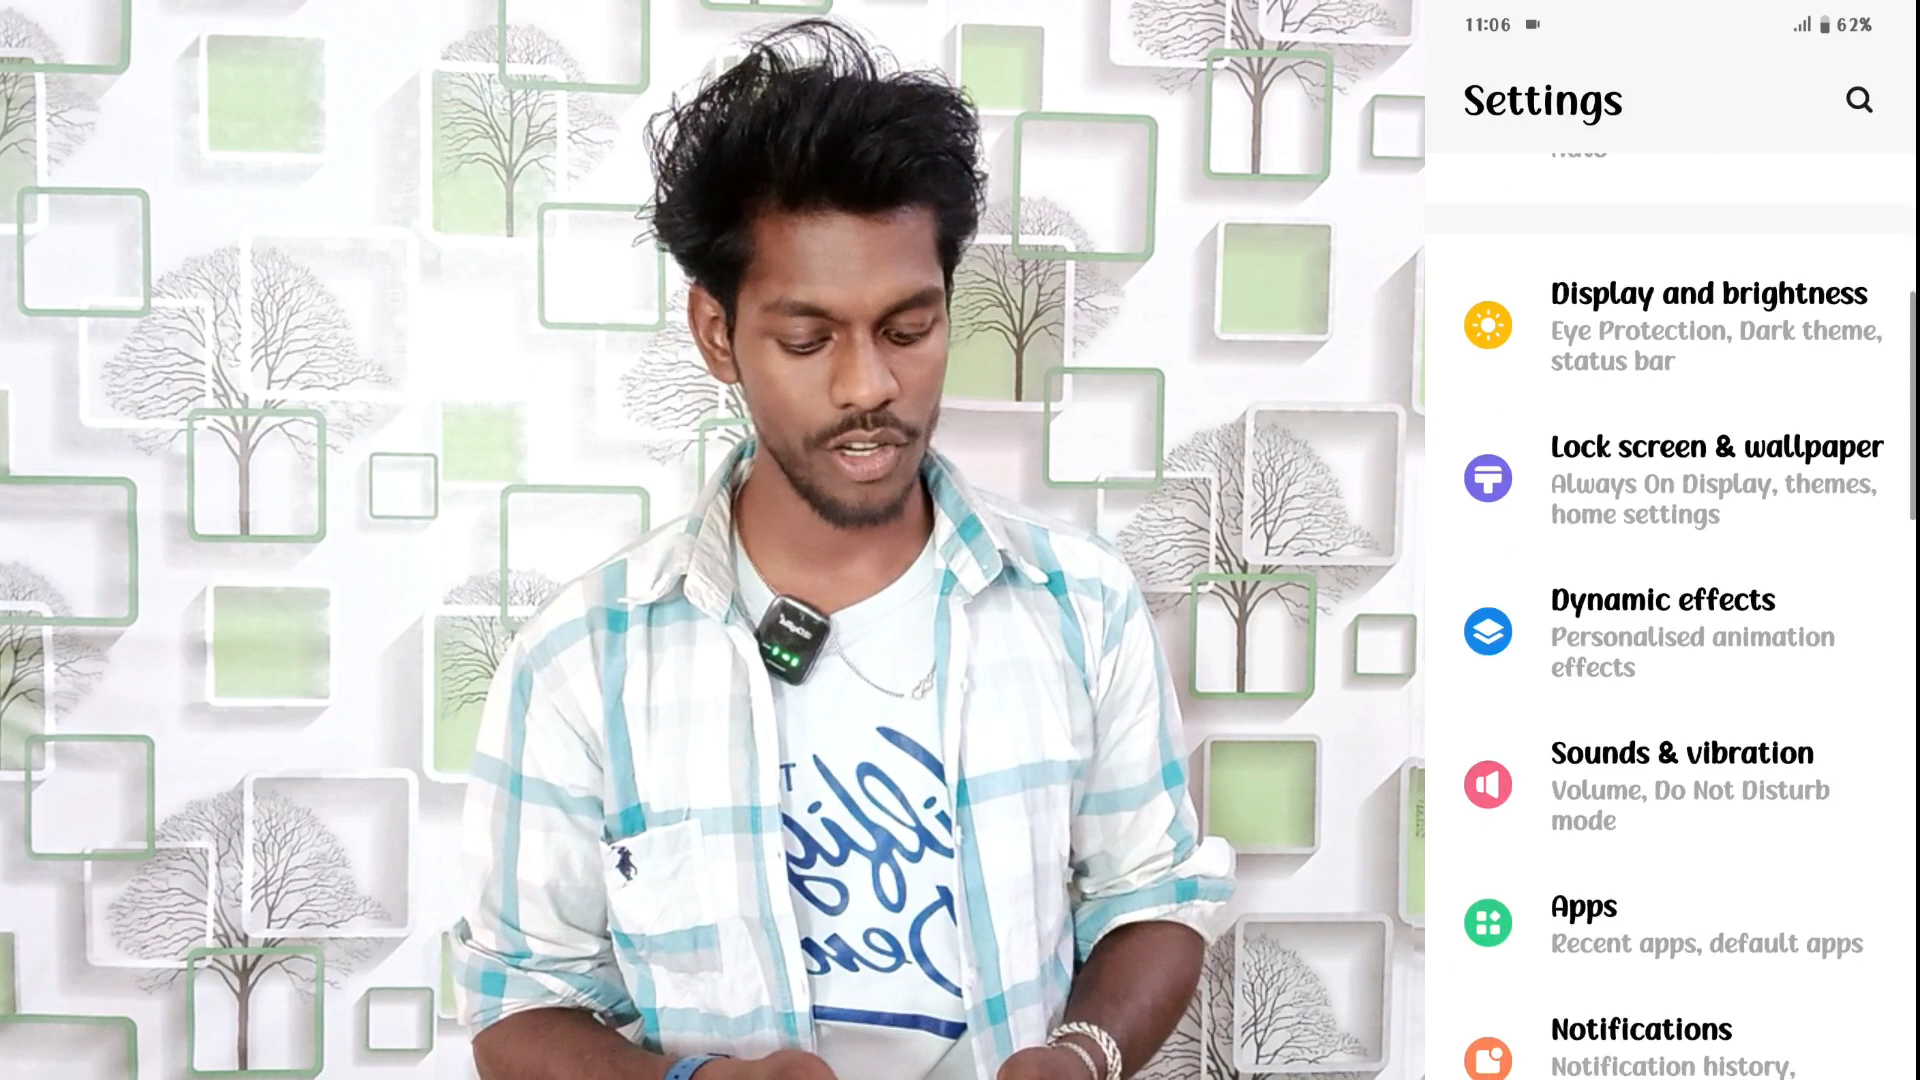 11:06
62%
Settings
Display and brightness
Eye Protection, Dark theme,
status bar
Lock screen & wallpaper
Always On Display, themes,
home settings
Dynamic effects
Personalised animation
effects
Sounds & vibration
Volume, Do Not Disturb
mode
Apps
Recent apps, default apps
Notifications
Notification history,